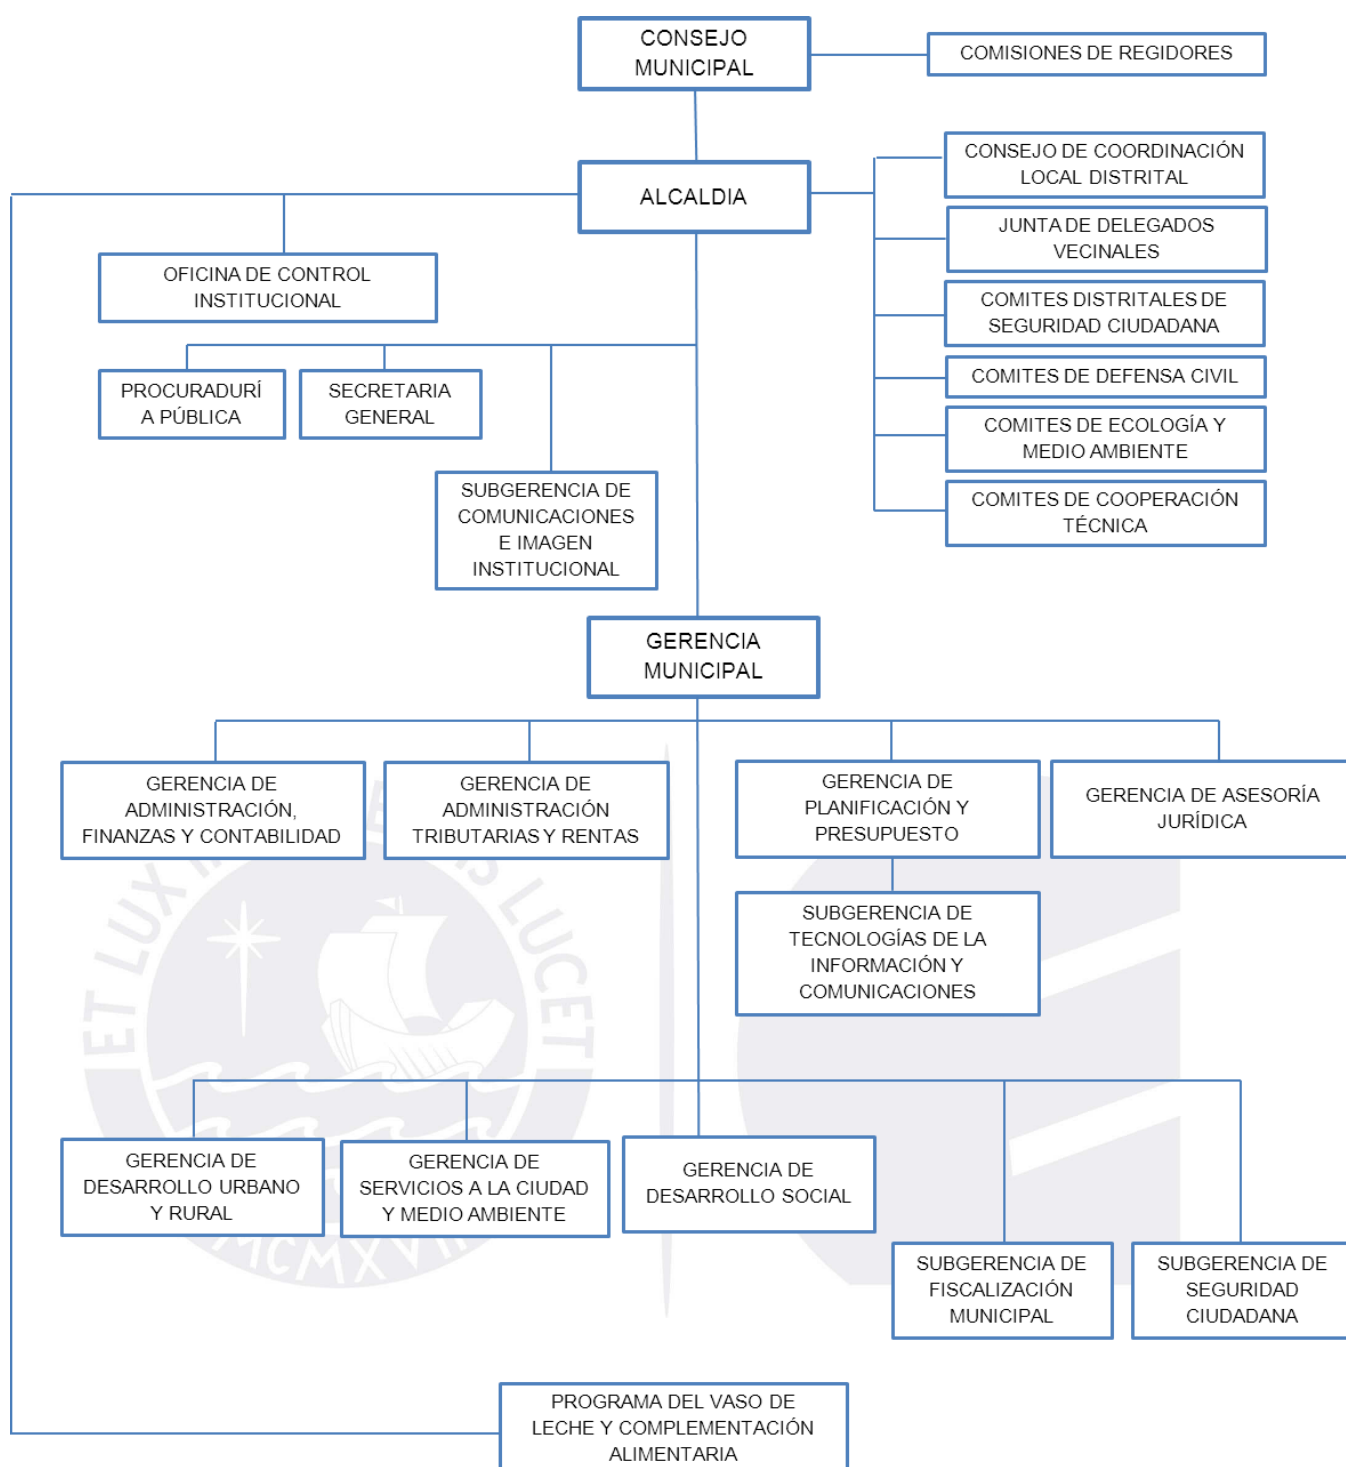 CONSEJO
MUNICIPAL
COMISIONES DE REGIDORES
ALCALDIA
CONSEJO DE COORDINACIÓN
LOCAL DISTRITAL
JUNTA DE DELEGADOS
VECINALES
COMITES DISTRITALES DE
SEGURIDAD CIUDADANA
COMITES DE DEFENSA CIVIL
COMITES DE ECOLOGÍA Y
MEDIO AMBIENTE
COMITES DE COOPERACIÓN
TÉCNICA
OFICINA DE CONTROL
INSTITUCIONAL
PROCURADURÍ
A PÚBLICA
SECRETARIA
GENERAL
SUBGERENCIA DE
COMUNICACIONES
E IMAGEN
INSTITUCIONAL
GERENCIA
MUNICIPAL
GERENCIA DE
ADMINISTRACIÓN,
FINANZAS Y CONTABILIDAD
GERENCIA DE
ADMINISTRACIÓN
TRIBUTARIAS Y RENTAS
GERENCIA DE
PLANIFICACIÓN Y
PRESUPUESTO
GERENCIA DE ASESORÍA
JURÍDICA
SUBGERENCIA DE
TECNOLOGÍAS DE LA
INFORMACIÓN Y
COMUNICACIONES
ET LUX LUCET
GERENCIA DE
DESARROLLO URBANO
Y RURAL
GERENCIA DE
SERVICIOS A LA CIUDAD
Y MEDIO AMBIENTE
GERENCIA DE
DESARROLLO SOCIAL
SUBGERENCIA DE
FISCALIZACIÓN
MUNICIPAL
SUBGERENCIA DE
SEGURIDAD
CIUDADANA
PROGRAMA DEL VASO DE
LECHE Y COMPLEMENTACIÓN
ALIMENTARIA